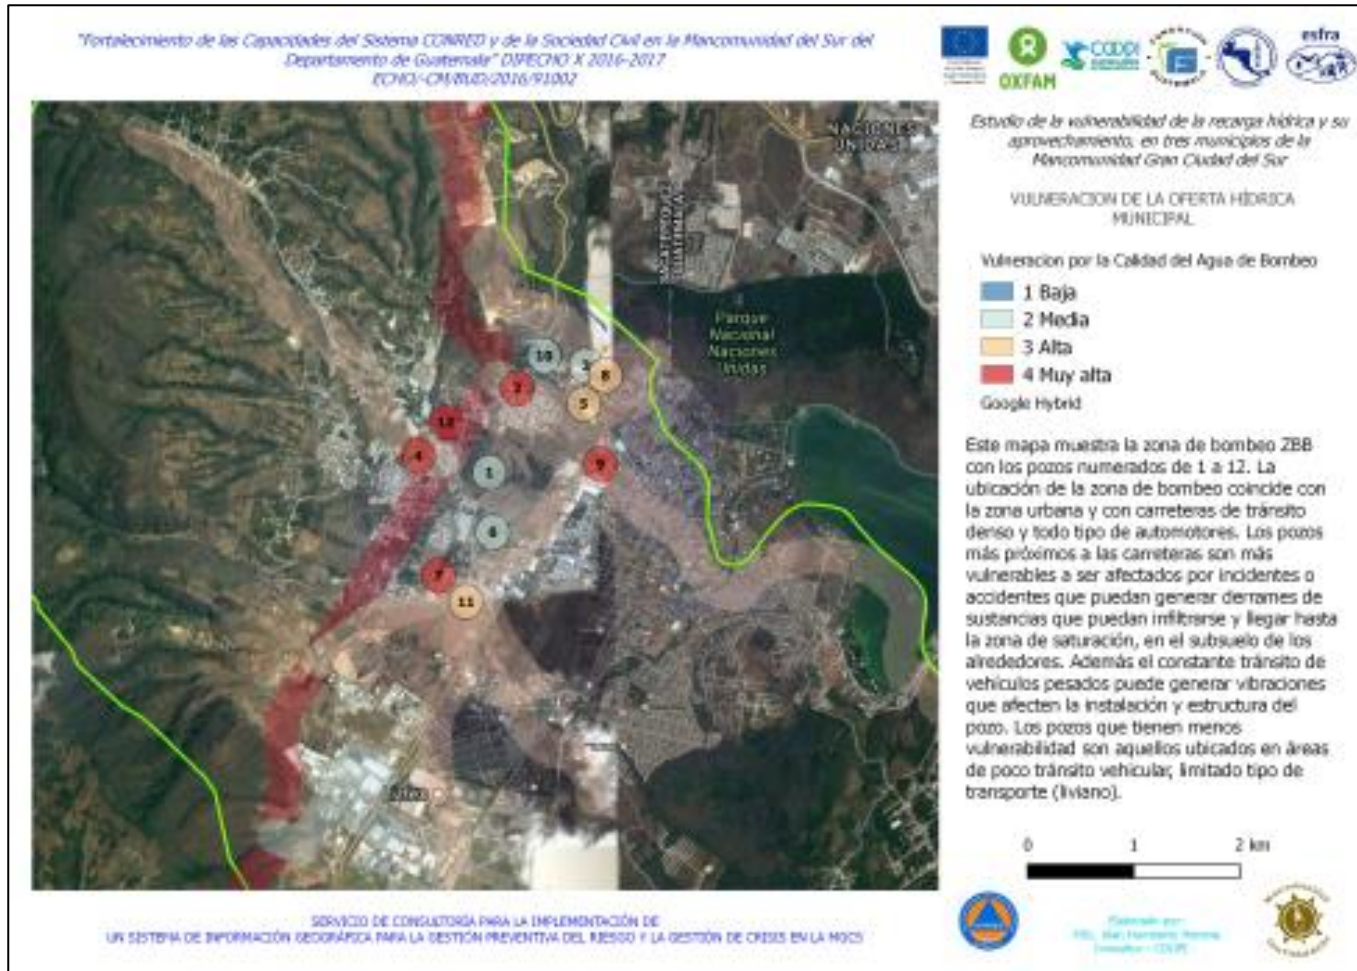 "Fortalecimiento de las Capacidades del Sistema CONRED y de la Sociedad Civil en la Mancomunidad del Sur del
Departamento de Guatemala" DIPECHO X 2016-2017
ECHO/-CM/BUD/2016/91002
OXFAM
esfra
Estudio de la vulnerabilidad de la recarga hídrica y su
aprovechamiento, en tres municipios de la
Mancomunidad Gran Ciudad del Sur
VULNERACION DE LA OFERTA HÍDRICA
MUNICIPAL
Vulneracion por la Calidad del Agua de Bombeo
1 Baja
2 Media
3 Alta
4 Muy alta
Google Hybrid
Este mapa muestra la zona de bombeo ZBB
con los pozos numerados de 1 a 12. La
ubicación de la zona de bombeo coincide con
la zona urbana y con carreteras de tránsito
denso y todo tipo de automotores. Los pozos
más próximos a las carreteras son más
vulnerables a ser afectados por incidentes o
accidentes que puedan generar derrames de
sustancias que puedan infiltrarse y llegar hasta
la zona de saturación, en el subsuelo de los
alrededores. Además el constante tránsito de
vehículos pesados puede generar vibraciones
que afecten la instalación y estructura del
pozo. Los pozos que tienen menos
vulnerabilidad son aquellos ubicados en áreas
de poco tránsito vehicular, limitado tipo de
transporte (liviano).
0 1 2 km
NACIONES
UNIDAS
Parque
Nacional
Naciones
Unidas
10
8
5
4
9
1
6
7
11
SERVICIO DE CONSULTORÍA PARA LA IMPLEMENTACIÓN DE
UN SISTEMA DE INFORMACIÓN GEOGRÁFICA PARA LA GESTIÓN PREVENTIVA DEL RIESGO Y LA GESTIÓN DE CRISIS EN LA MGCS
Elaborado por: